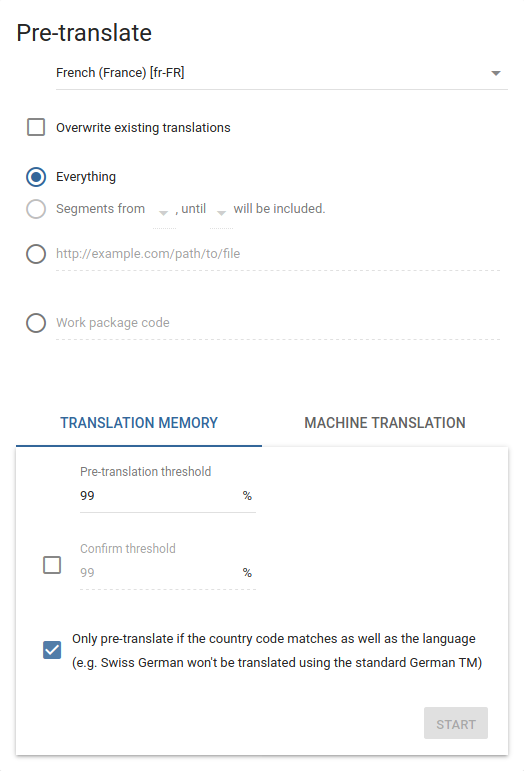 Pre-translate
French (France) [fr-FR]
Overwrite existing translations
Everything
Segments from , until will be included.
http://example.com/path/to/file
Work package code
TRANSLATION MEMORY MACHINE TRANSLATION
Pre-translation threshold
99 %
Confirm threshold
99 %
Only pre-translate if the country code matches as well as the language
(e.g. Swiss German won't be translated using the standard German TM)
START